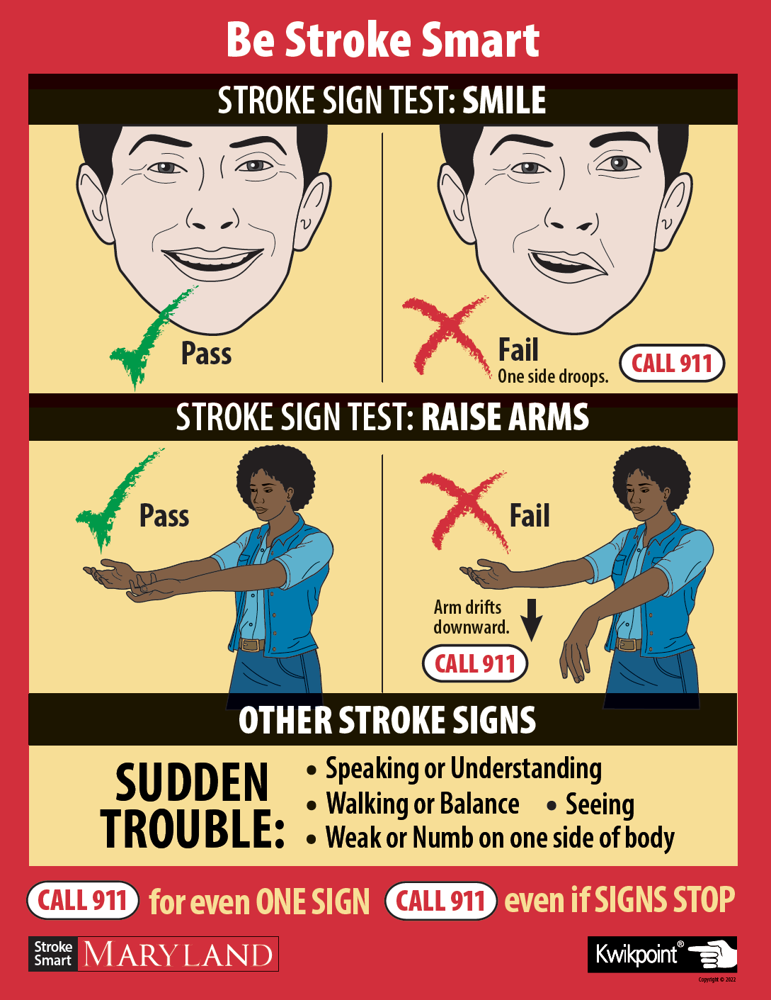 Be Stroke Smart
STROKE SIGN TEST: SMILE
Pass
Fail
One side droops.
CALL 911
STROKE SIGN TEST: RAISE ARMS
Pass
Fail
Arm drifts
downward.
CALL 911
OTHER STROKE SIGNS
SUDDEN
TROUBLE:
• Speaking or Understanding
• Walking or Balance • Seeing
• Weak or Numb on one side of body
CALL 911 for even ONE SIGN CALL 911 even if SIGNS STOP
Stroke
Smart
MARYLAND
Kwikpoint®
Copyright © 2022